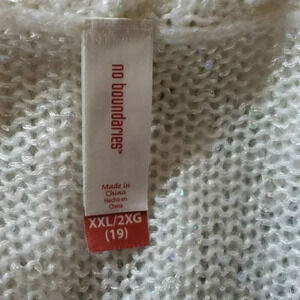 no boundaries*
Made in
China
Hecho en
China
XXL/2XG
(19)